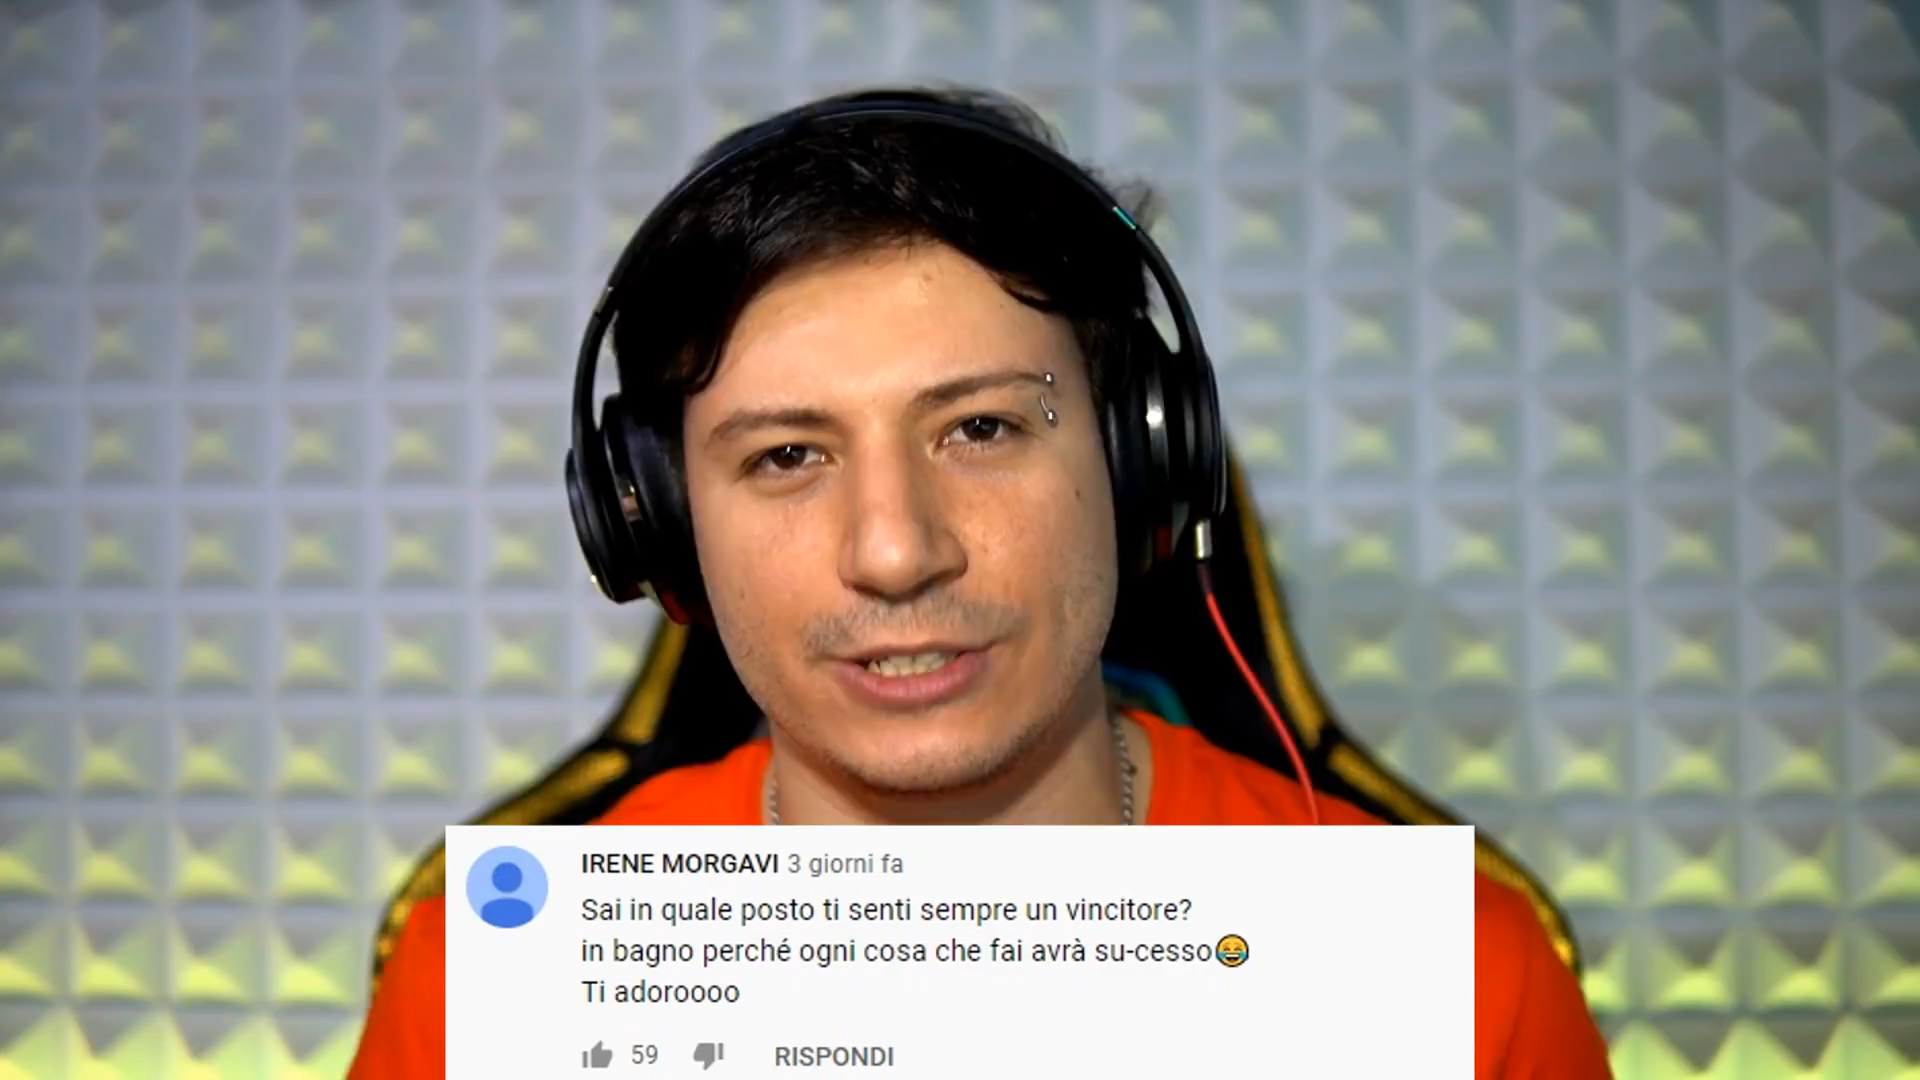 IRENE MORGAVI 3 giorni fa
Sai in quale posto ti senti sempre un vincitore?
in bagno perché ogni cosa che fai avrà su-cesso😂
Ti adoroooo
59 RISPONDI